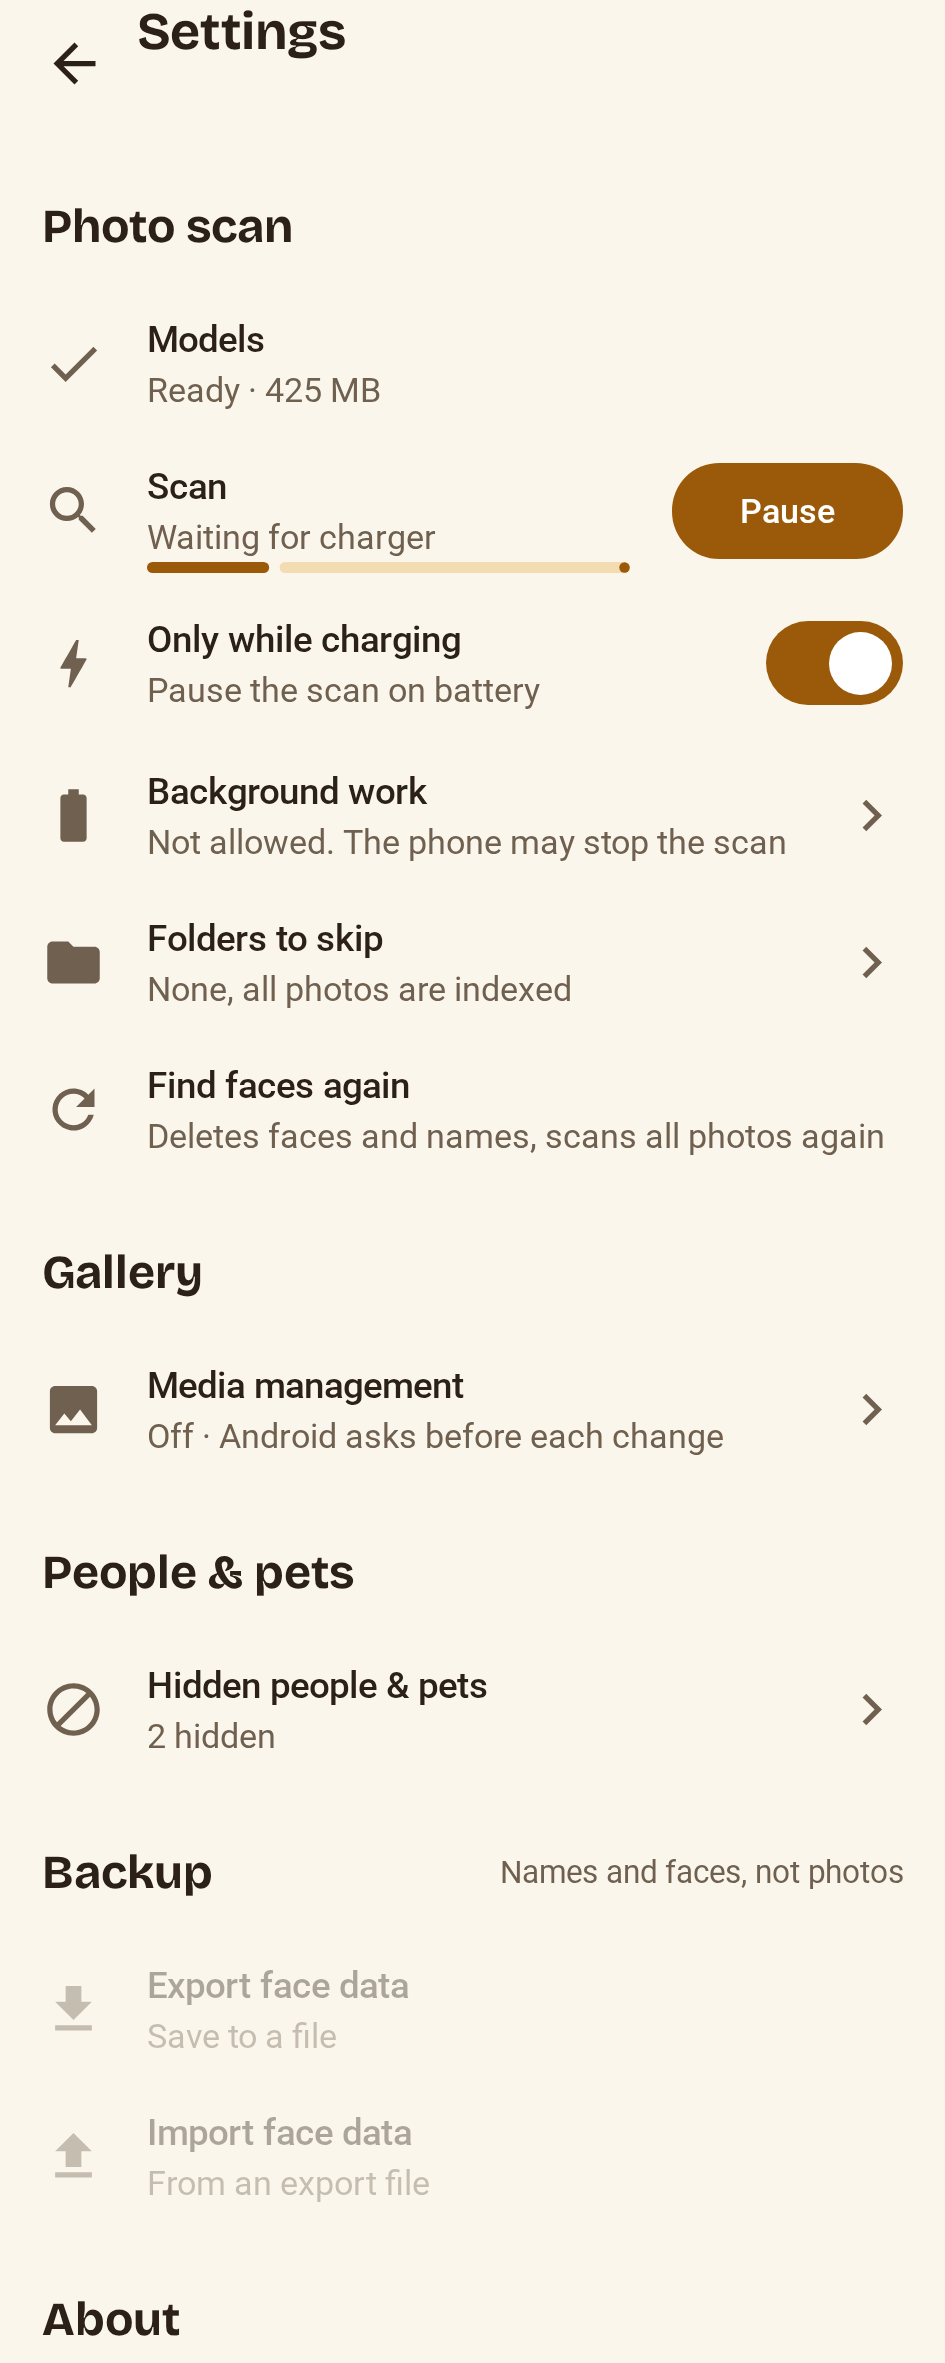 Settings
Photo scan
Models
Ready · 425 MB
Scan
Waiting for charger
Pause
Only while charging
Pause the scan on battery
Background work
Not allowed. The phone may stop the scan
Folders to skip
None, all photos are indexed
Find faces again
Deletes faces and names, scans all photos again
Gallery
Media management
Off · Android asks before each change
People & pets
Hidden people & pets
2 hidden
Backup
Names and faces, not photos
Export face data
Save to a file
Import face data
From an export file
About